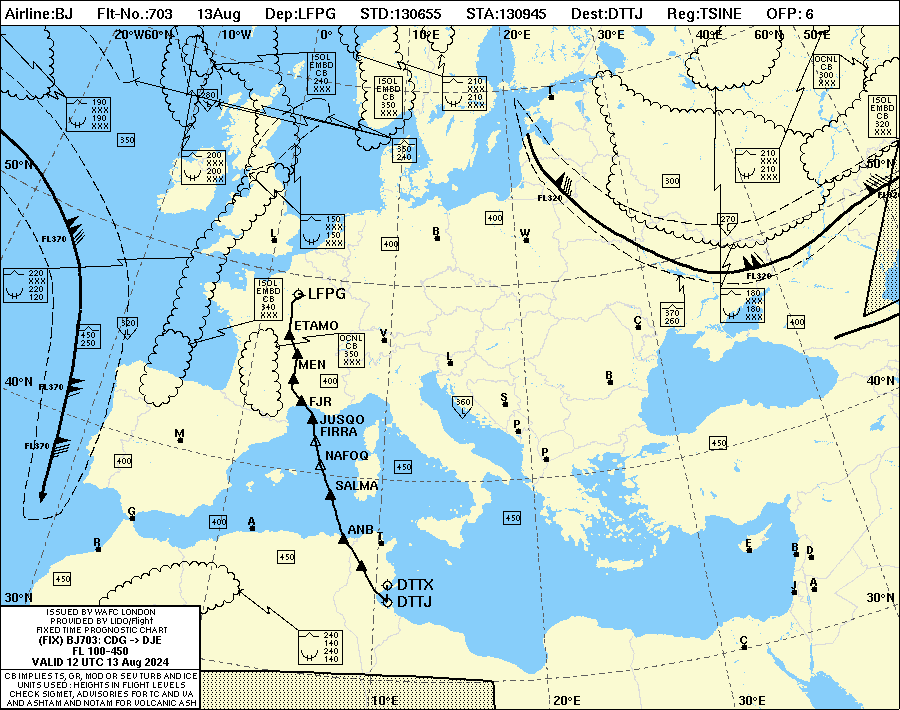 Airline:BJ Flt-No.:703 13Aug Dep:LFPG STD:130655 STA:130945 Dest:DTTJ Reg:TSINE OFP: 6
20°W60°N 10°W 0° 10°E 20°E 30°E 40°E 60°N 50°E
ISOL
EMBD
CB
240
XXX
ISOL
EMBD
CB
350
XXX
210
XXX
210
XXX
OCNL
CB
300
XXX
ISOL
EMBD
CB
320
XXX
190
XXX
190
XXX
280
L
T
350
350
240
200
XXX
200
XXX
210
XXX
210
XXX
50°N
50°N
300
FL320
FL320
150
XXX
150
XXX
400
270
L
FL370
L
400
B
400
W
FL320
220
XXX
220
120
ISOL
EMBD
CB
340
XXX
LFPG
180
XXX
180
XXX
370
260
320
L
450
250
ETAMO
OCNL
CB
350
XXX
V
C
400
L
MEN
400
B
40°N
40°N
FL370
FJR
S
360
L
JUSQO
FIRRA
P
M
FL370
450
NAFOQ
P
400
450
SALMA
G
400
A
450
ANB
T
R
450
E
B
D
450
DTTX
DTTJ
J
A
30°N
30°N
ISSUED BY WAFC LONDON
PROVIDED BY LIDO/Flight
FIXED TIME PROGNOSTIC CHART
(FIX) BJ703: CDG -> DJE
FL 100-450
VALID 12 UTC 13 Aug 2024
240
140
240
140
C
CB IMPLIES TS, GR, MOD OR SEV TURB AND ICE
UNITS USED : HEIGHTS IN FLIGHT LEVELS
CHECK SIGMET, ADVISORIES FOR TC AND VA
AND ASHTAM AND NOTAM FOR VOLCANIC ASH
10°E 20°E 30°E